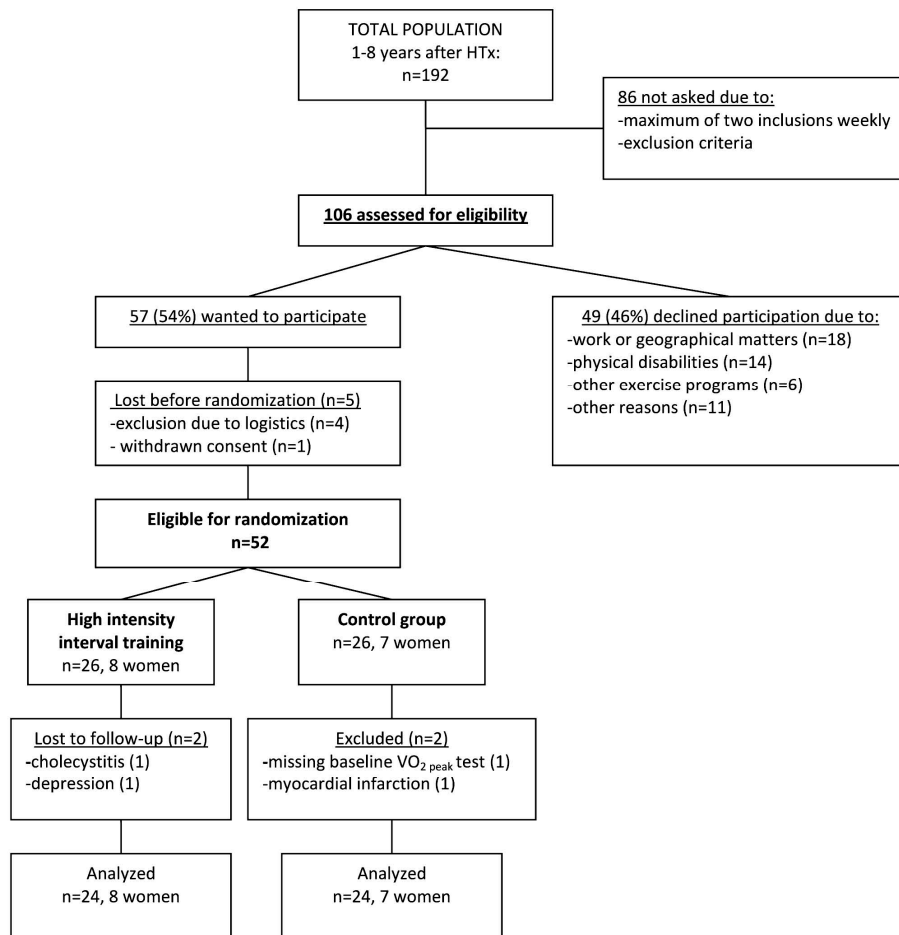 TOTAL POPULATION
1-8 years after HTx:
n=192
86 not asked due to:
-maximum of two inclusions weekly
-exclusion criteria
106 assessed for eligibility
57 (54%) wanted to participate
49 (46%) declined participation due to:
-work or geographical matters (n=18)
-physical disabilities (n=14)
-other exercise programs (n=6)
-other reasons (n=11)
Lost before randomization (n=5)
-exclusion due to logistics (n=4)
- withdrawn consent (n=1)
Eligible for randomization
n=52
High intensity
interval training
n=26, 8 women
Control group
n=26, 7 women
Lost to follow-up (n=2)
-cholecystitis (1)
-depression (1)
Excluded (n=2)
-missing baseline VO2 peak test (1)
-myocardial infarction (1)
Analyzed
n=24, 8 women
Analyzed
n=24, 7 women